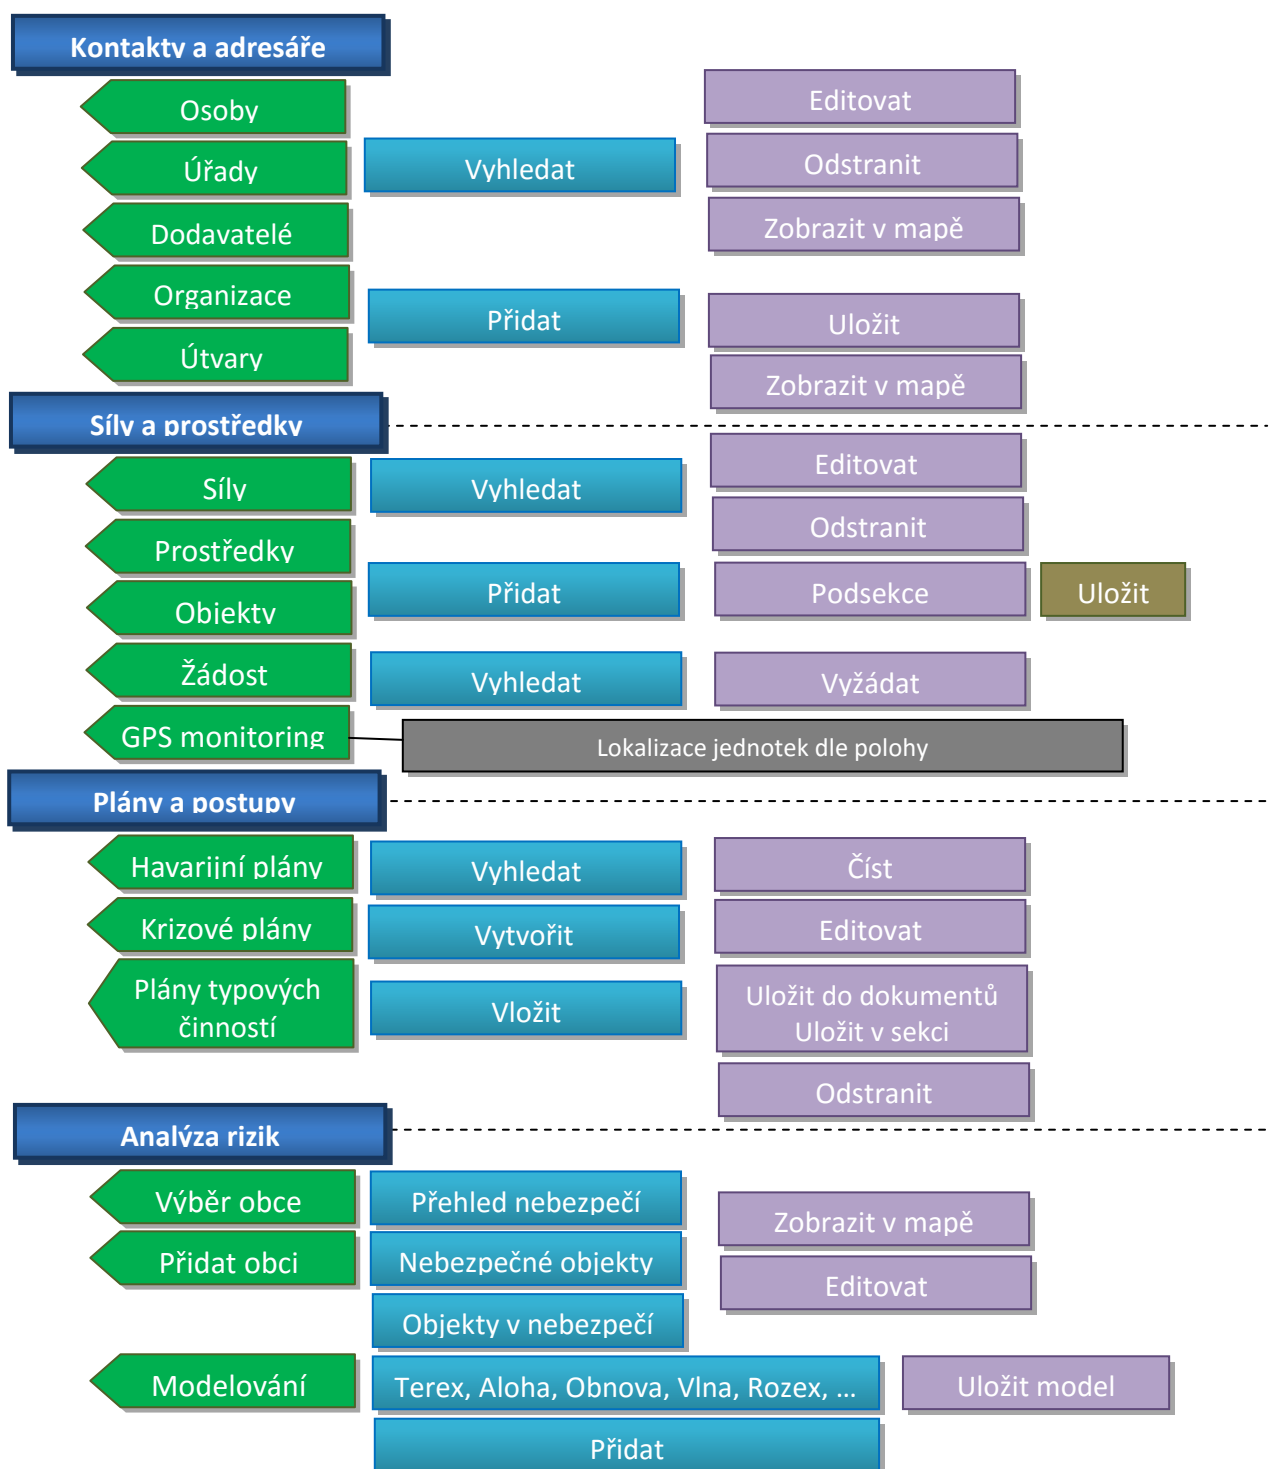 Kontakty a adresáře
Osoby
Editovat
Úřady
Vyhledat
Odstranit
Dodavatelé
Zobrazit v mapě
Organizace
Přidat
Uložit
Útvary
Zobrazit v mapě
Síly a prostředky
Síly
Vyhledat
Editovat
Odstranit
Prostředky
Objekty
Přidat
Podsekce
Uložit
Žádost
Vyhledat
Vyžádat
GPS monitoring
Lokalizace jednotek dle polohy
Plány a postupy
Havarijní plány
Vyhledat
Číst
Krizové plány
Vytvořit
Editovat
Plány typových
činností
Vložit
Uložit do dokumentů
Uložit v sekci
Odstranit
Analýza rizik
Výběr obce
Přehled nebezpečí
Zobrazit v mapě
Přidat obci
Nebezpečné objekty
Editovat
Objekty v nebezpečí
Modelování
Terex, Aloha, Obnova, Vlna, Rozex, ...
Uložit model
Přidat